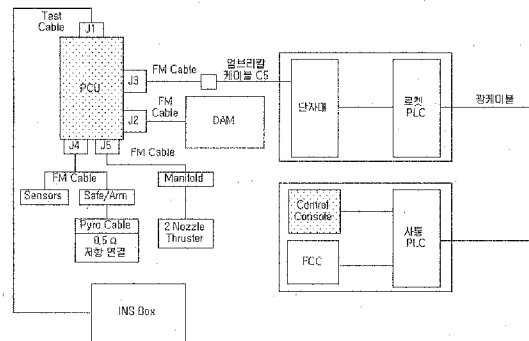 Test
Cable
J1
PCU
J3
FM Cable
엄브리칼
케이블 C5
J2
FM
Cable
DAM
J4
J5
FM Cable
FM Cable
Sensors
Safe/Arm
Manifold
Pyro Cable
0.5 Ω
저항 연결
2 Nozzle
Thruster
INS Box
단자대
로켓
PLC
광케이블
Control
Console
FCC
사통
PLC